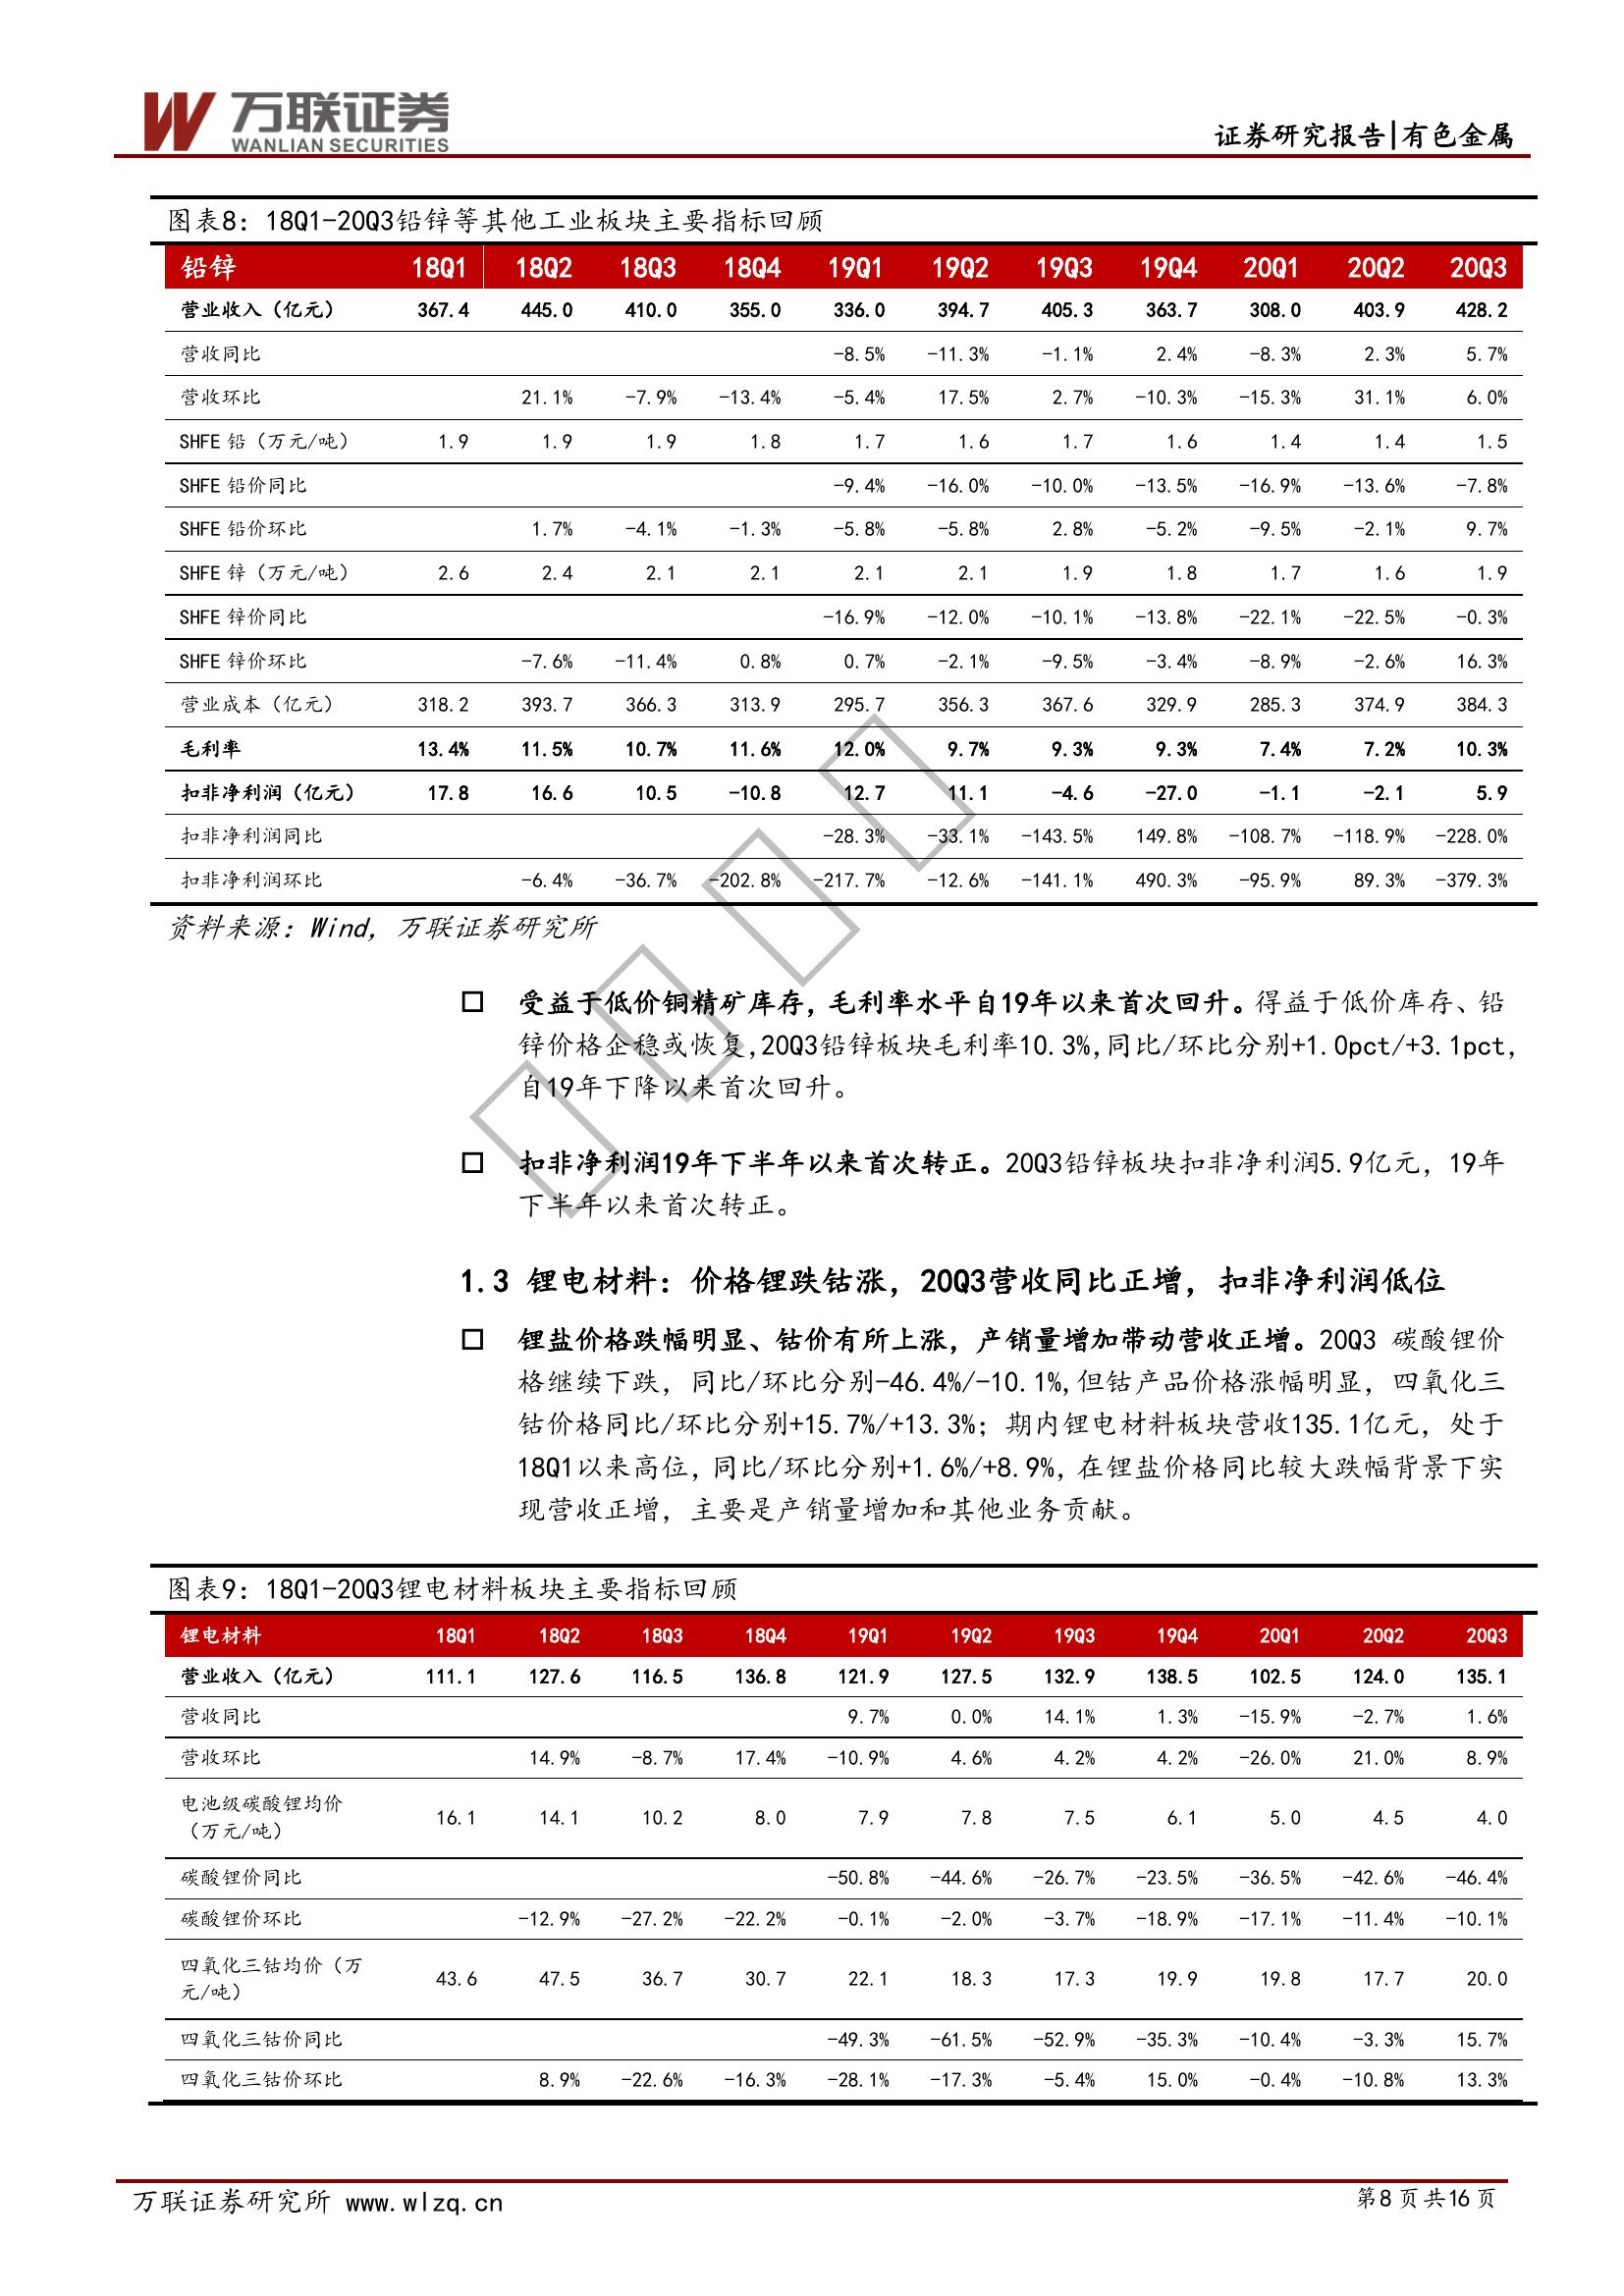 万联证券
WANLIAN SECURITIES
证券研究报告|有色金属
图表8：18Q1-20Q3铅锌等其他工业板块主要指标回顾
铅锌 18Q1 18Q2 18Q3 18Q4 19Q1 19Q2 19Q3 19Q4 20Q1 20Q2 20Q3
营业收入（亿元） 367.4 445.0 410.0 355.0 336.0 394.7 405.3 363.7 308.0 403.9 428.2
营收同比 -8.5% -11.3% -1.1% 2.4% -8.3% 2.3% 5.7%
营收环比 21.1% -7.9% -13.4% -5.4% 17.5% 2.7% -10.3% -15.3% 31.1% 6.0%
SHFE 铅（万元/吨） 1.9 1.9 1.9 1.8 1.7 1.6 1.7 1.6 1.4 1.4 1.5
SHFE 铅价同比 -9.4% -16.0% -10.0% -13.5% -16.9% -13.6% -7.8%
SHFE 铅价环比 1.7% -4.1% -1.3% -5.8% -5.8% 2.8% -5.2% -9.5% -2.1% 9.7%
SHFE 锌（万元/吨） 2.6 2.4 2.1 2.1 2.1 2.1 1.9 1.8 1.7 1.6 1.9
SHFE 锌价同比 -16.9% -12.0% -10.1% -13.8% -22.1% -22.5% -0.3%
SHFE 锌价环比 -7.6% -11.4% 0.8% 0.7% -2.1% -9.5% -3.4% -8.9% -2.6% 16.3%
营业成本（亿元） 318.2 393.7 366.3 313.9 295.7 356.3 367.6 329.9 285.3 374.9 384.3
毛利率 13.4% 11.5% 10.7% 11.6% 12.0% 9.7% 9.3% 9.3% 7.4% 7.2% 10.3%
扣非净利润（亿元） 17.8 16.6 10.5 -10.8 12.7 11.1 -4.6 -27.0 -1.1 -2.1 5.9
扣非净利润同比 -28.3% -33.1% -143.5% 149.8% -108.7% -118.9% -228.0%
扣非净利润环比 -6.4% -36.7% -202.8% -217.7% -12.6% -141.1% 490.3% -95.9% 89.3% -379.3%
资料来源：Wind，万联证券研究所
□ 受益于低价铜精矿库存，毛利率水平自19年以来首次回升。得益于低价库存、铅
锌价格企稳或恢复,20Q3铅锌板块毛利率10.3%,同比/环比分别+1.0pct/+3.1pct,
自19年下降以来首次回升。
□ 扣非净利润19年下半年以来首次转正。20Q3铅锌板块扣非净利润5.9亿元，19年
下半年以来首次转正。
1.3 锂电材料：价格锂跌钴涨，20Q3营收同比正增，扣非净利润低位
□ 锂盐价格跌幅明显、钴价有所上涨，产销量增加带动营收正增。20Q3 碳酸锂价
格继续下跌，同比/环比分别-46.4%/-10.1%,但钴产品价格涨幅明显，四氧化三
钴价格同比/环比分别+15.7%/+13.3%；期内锂电材料板块营收135.1亿元，处于
18Q1以来高位,同比/环比分别+1.6%/+8.9%,在锂盐价格同比较大跌幅背景下实
现营收正增，主要是产销量增加和其他业务贡献。
图表9：18Q1-20Q3锂电材料板块主要指标回顾
锂电材料 18Q1 18Q2 18Q3 18Q4 19Q1 19Q2 19Q3 19Q4 20Q1 20Q2 20Q3
营业收入（亿元） 111.1 127.6 116.5 136.8 121.9 127.5 132.9 138.5 102.5 124.0 135.1
营收同比 9.7% 0.0% 14.1% 1.3% -15.9% -2.7% 1.6%
营收环比 14.9% -8.7% 17.4% -10.9% 4.6% 4.2% 4.2% -26.0% 21.0% 8.9%
电池级碳酸锂均价
（万元/吨） 16.1 14.1 10.2 8.0 7.9 7.8 7.5 6.1 5.0 4.5 4.0
碳酸锂价同比 -50.8% -44.6% -26.7% -23.5% -36.5% -42.6% -46.4%
碳酸锂价环比 -12.9% -27.2% -22.2% -0.1% -2.0% -3.7% -18.9% -17.1% -11.4% -10.1%
四氧化三钴均价（万
元/吨） 43.6 47.5 36.7 30.7 22.1 18.3 17.3 19.9 19.8 17.7 20.0
四氧化三钴价同比 -49.3% -61.5% -52.9% -35.3% -10.4% -3.3% 15.7%
四氧化三钴价环比 8.9% -22.6% -16.3% -28.1% -17.3% -5.4% 15.0% -0.4% -10.8% 13.3%
万联证券研究所 www.wlzq.cn
第8页共16页